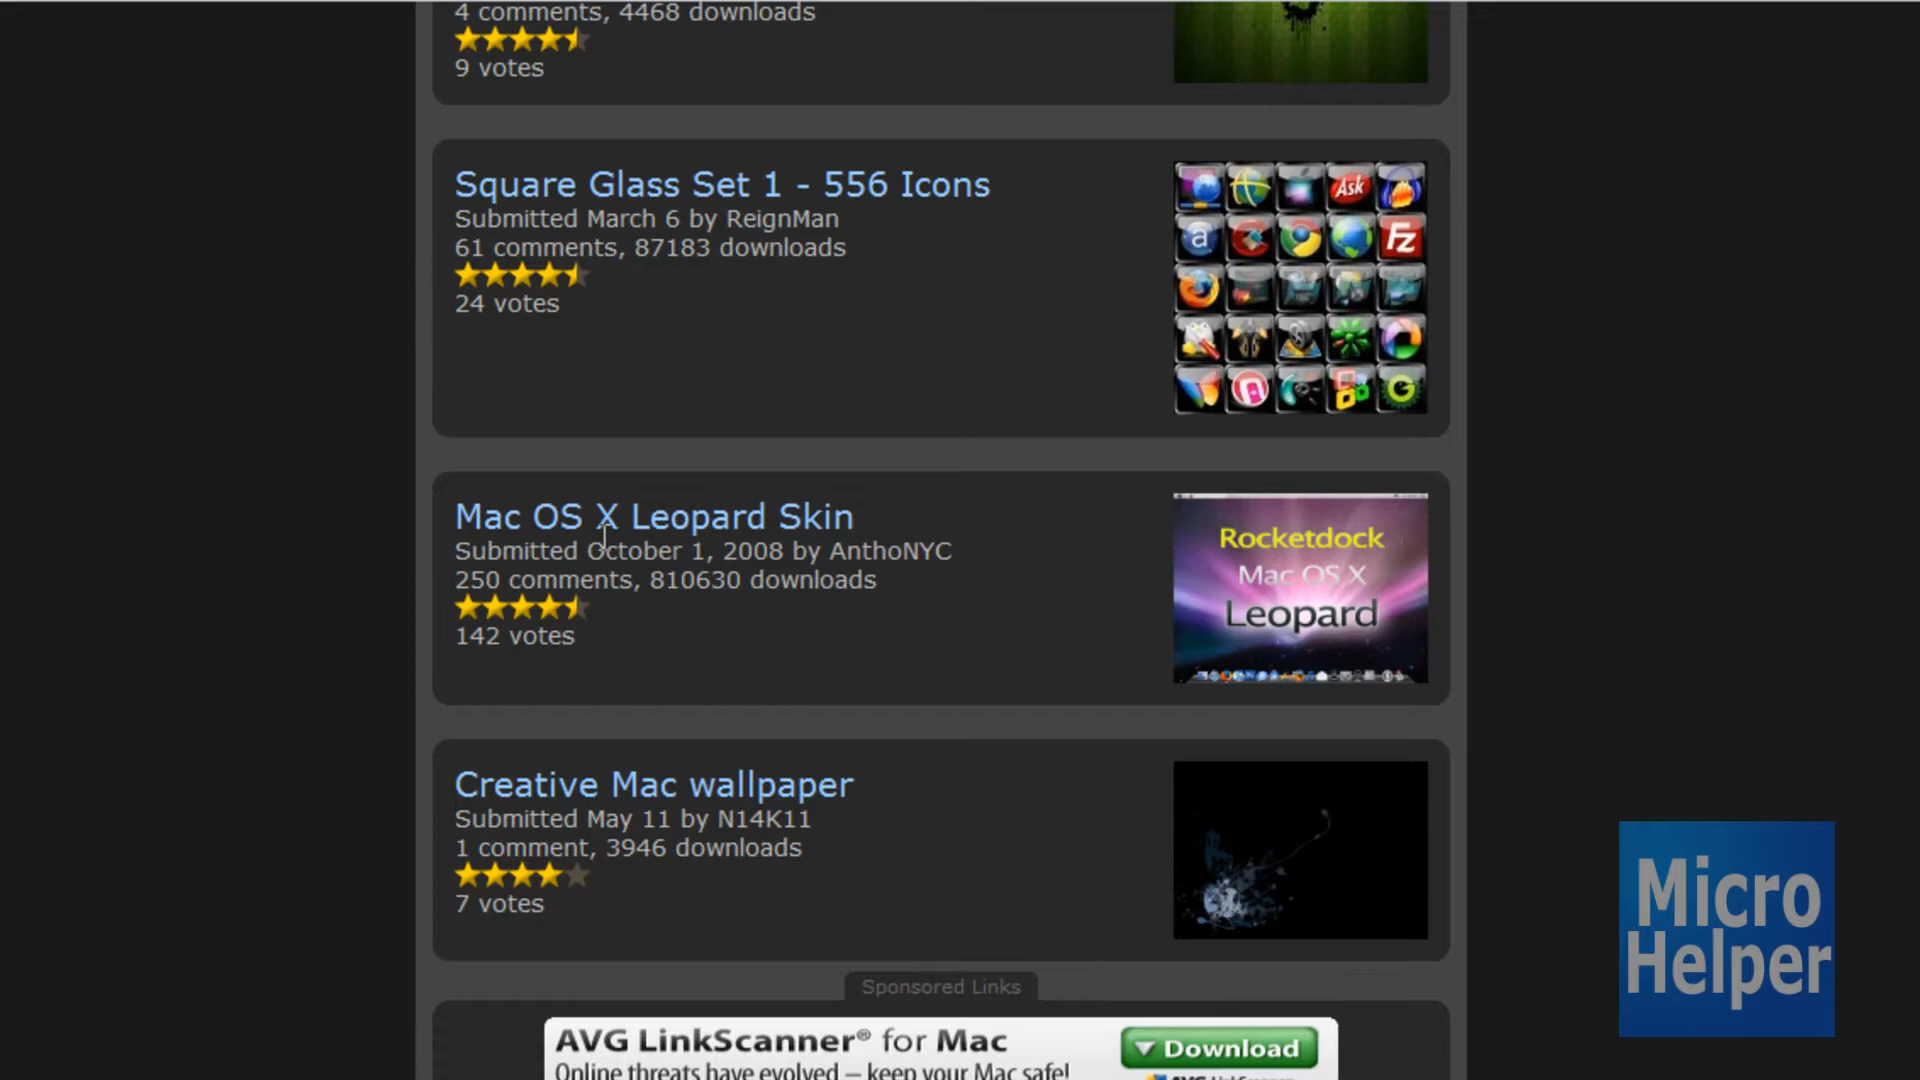 4 comments, 4468 downloads
9 votes
Square Glass Set 1 - 556 Icons
Submitted March 6 by ReignMan
61 comments, 87183 downloads
24 votes
Ask
a
Fz
G
Mac OS X Leopard Skin
Submitted October 1, 2008 by AnthoNYC
250 comments, 810630 downloads
142 votes
Rocketdock
Mac OS X
Leopard
Creative Mac wallpaper
Submitted May 11 by N14K11
1 comment, 3946 downloads
7 votes
Sponsored Links
AVG LinkScanner® for Mac
Online threats have evolved — keep your Mac safe!
Download
Micro
Helper